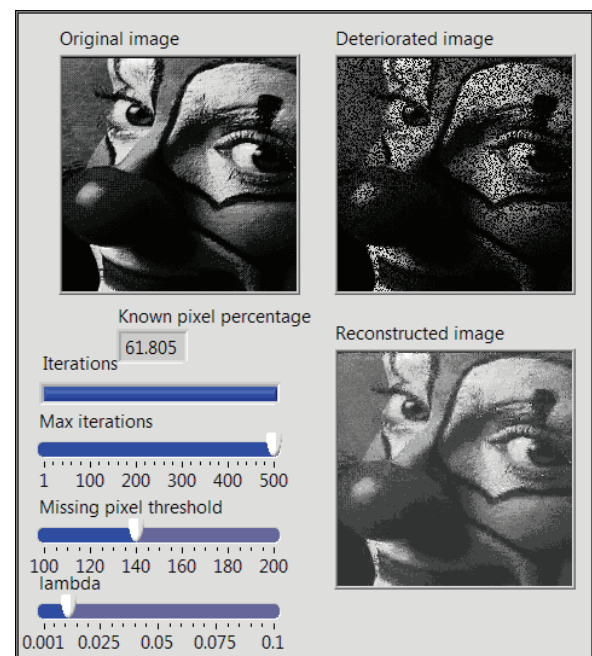 Original image
Deteriorated image
Known pixel percentage
61.805
Reconstructed image
Iterations
Max iterations
1 100 200 300 400 500
Missing pixel threshold
100 120 140 160 180 200
lambda
0.001 0.025 0.05 0.075 0.1